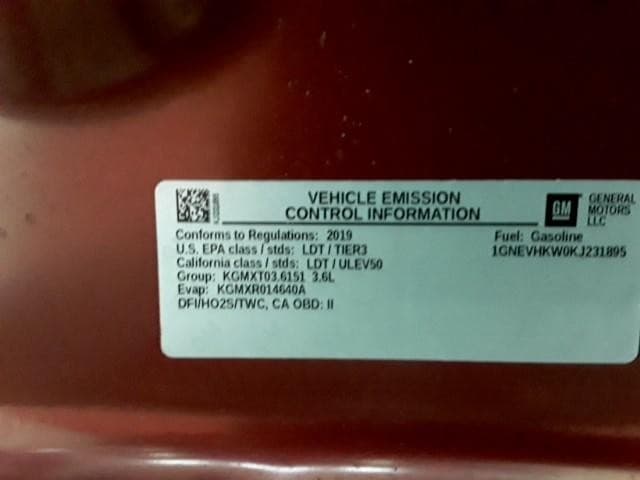 VEHICLE EMISSION
CONTROL INFORMATION
GM
GENERAL
MOTORS
LLC
Conforms to Regulations: 2019
U.S. EPA class / stds: LDT / TIER3
California class / stds: LDT / ULEV50
Group: KGMXT03.6151 3.6L
Evap: KGMXR014640A
DFI/HO2S/TWC, CA OBD: II
Fuel: Gasoline
1GNEVHKW0KJ231895